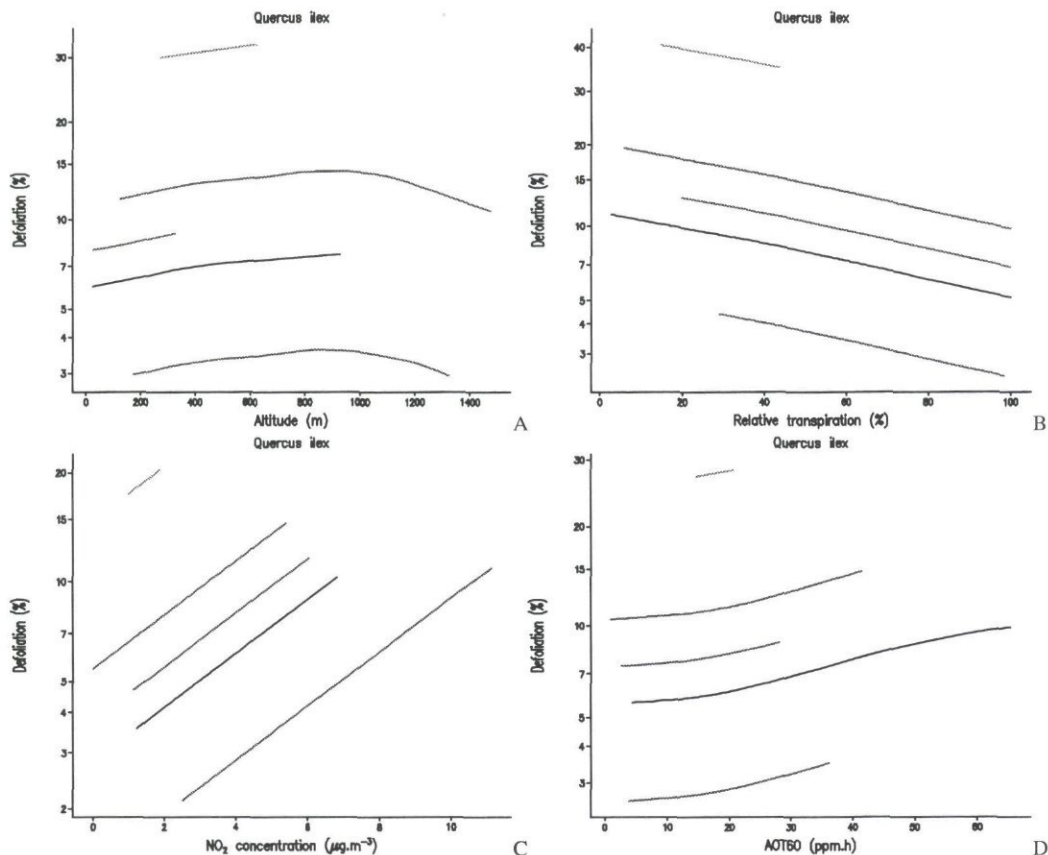 Quercus ilex
Defoliation (%)
30
20
15
10
7
5
4
3
0 200 400 600 800 1000 1200 1400
Altitude (m)
A
Quercus ilex
Defoliation (%)
40
30
20
15
10
7
5
4
3
0 20 40 60 80 100
Relative transpiration (%)
B
Quercus ilex
Defoliation (%)
20
15
10
7
5
4
3
2
0 2 4 6 8 10
NO₂ concentration (µg.m⁻³)
C
Quercus ilex
Defoliation (%)
30
20
15
10
7
5
4
3
0 10 20 30 40 50 60
AOT60 (ppm.h)
D